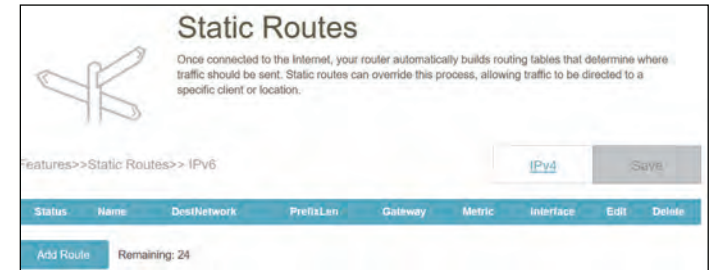 Static Routes
Once connected to the Internet, your router automatically builds routing tables that determine where
traffic should be sent. Static routes can override this process, allowing traffic to be directed to a
specific client or location.
Features>>Static Routes>> IPv6
IPv4
Save
Status Name DestNetwork PrefixLen Gateway Metric Interface Edit Delete
Add Route Remaining: 24